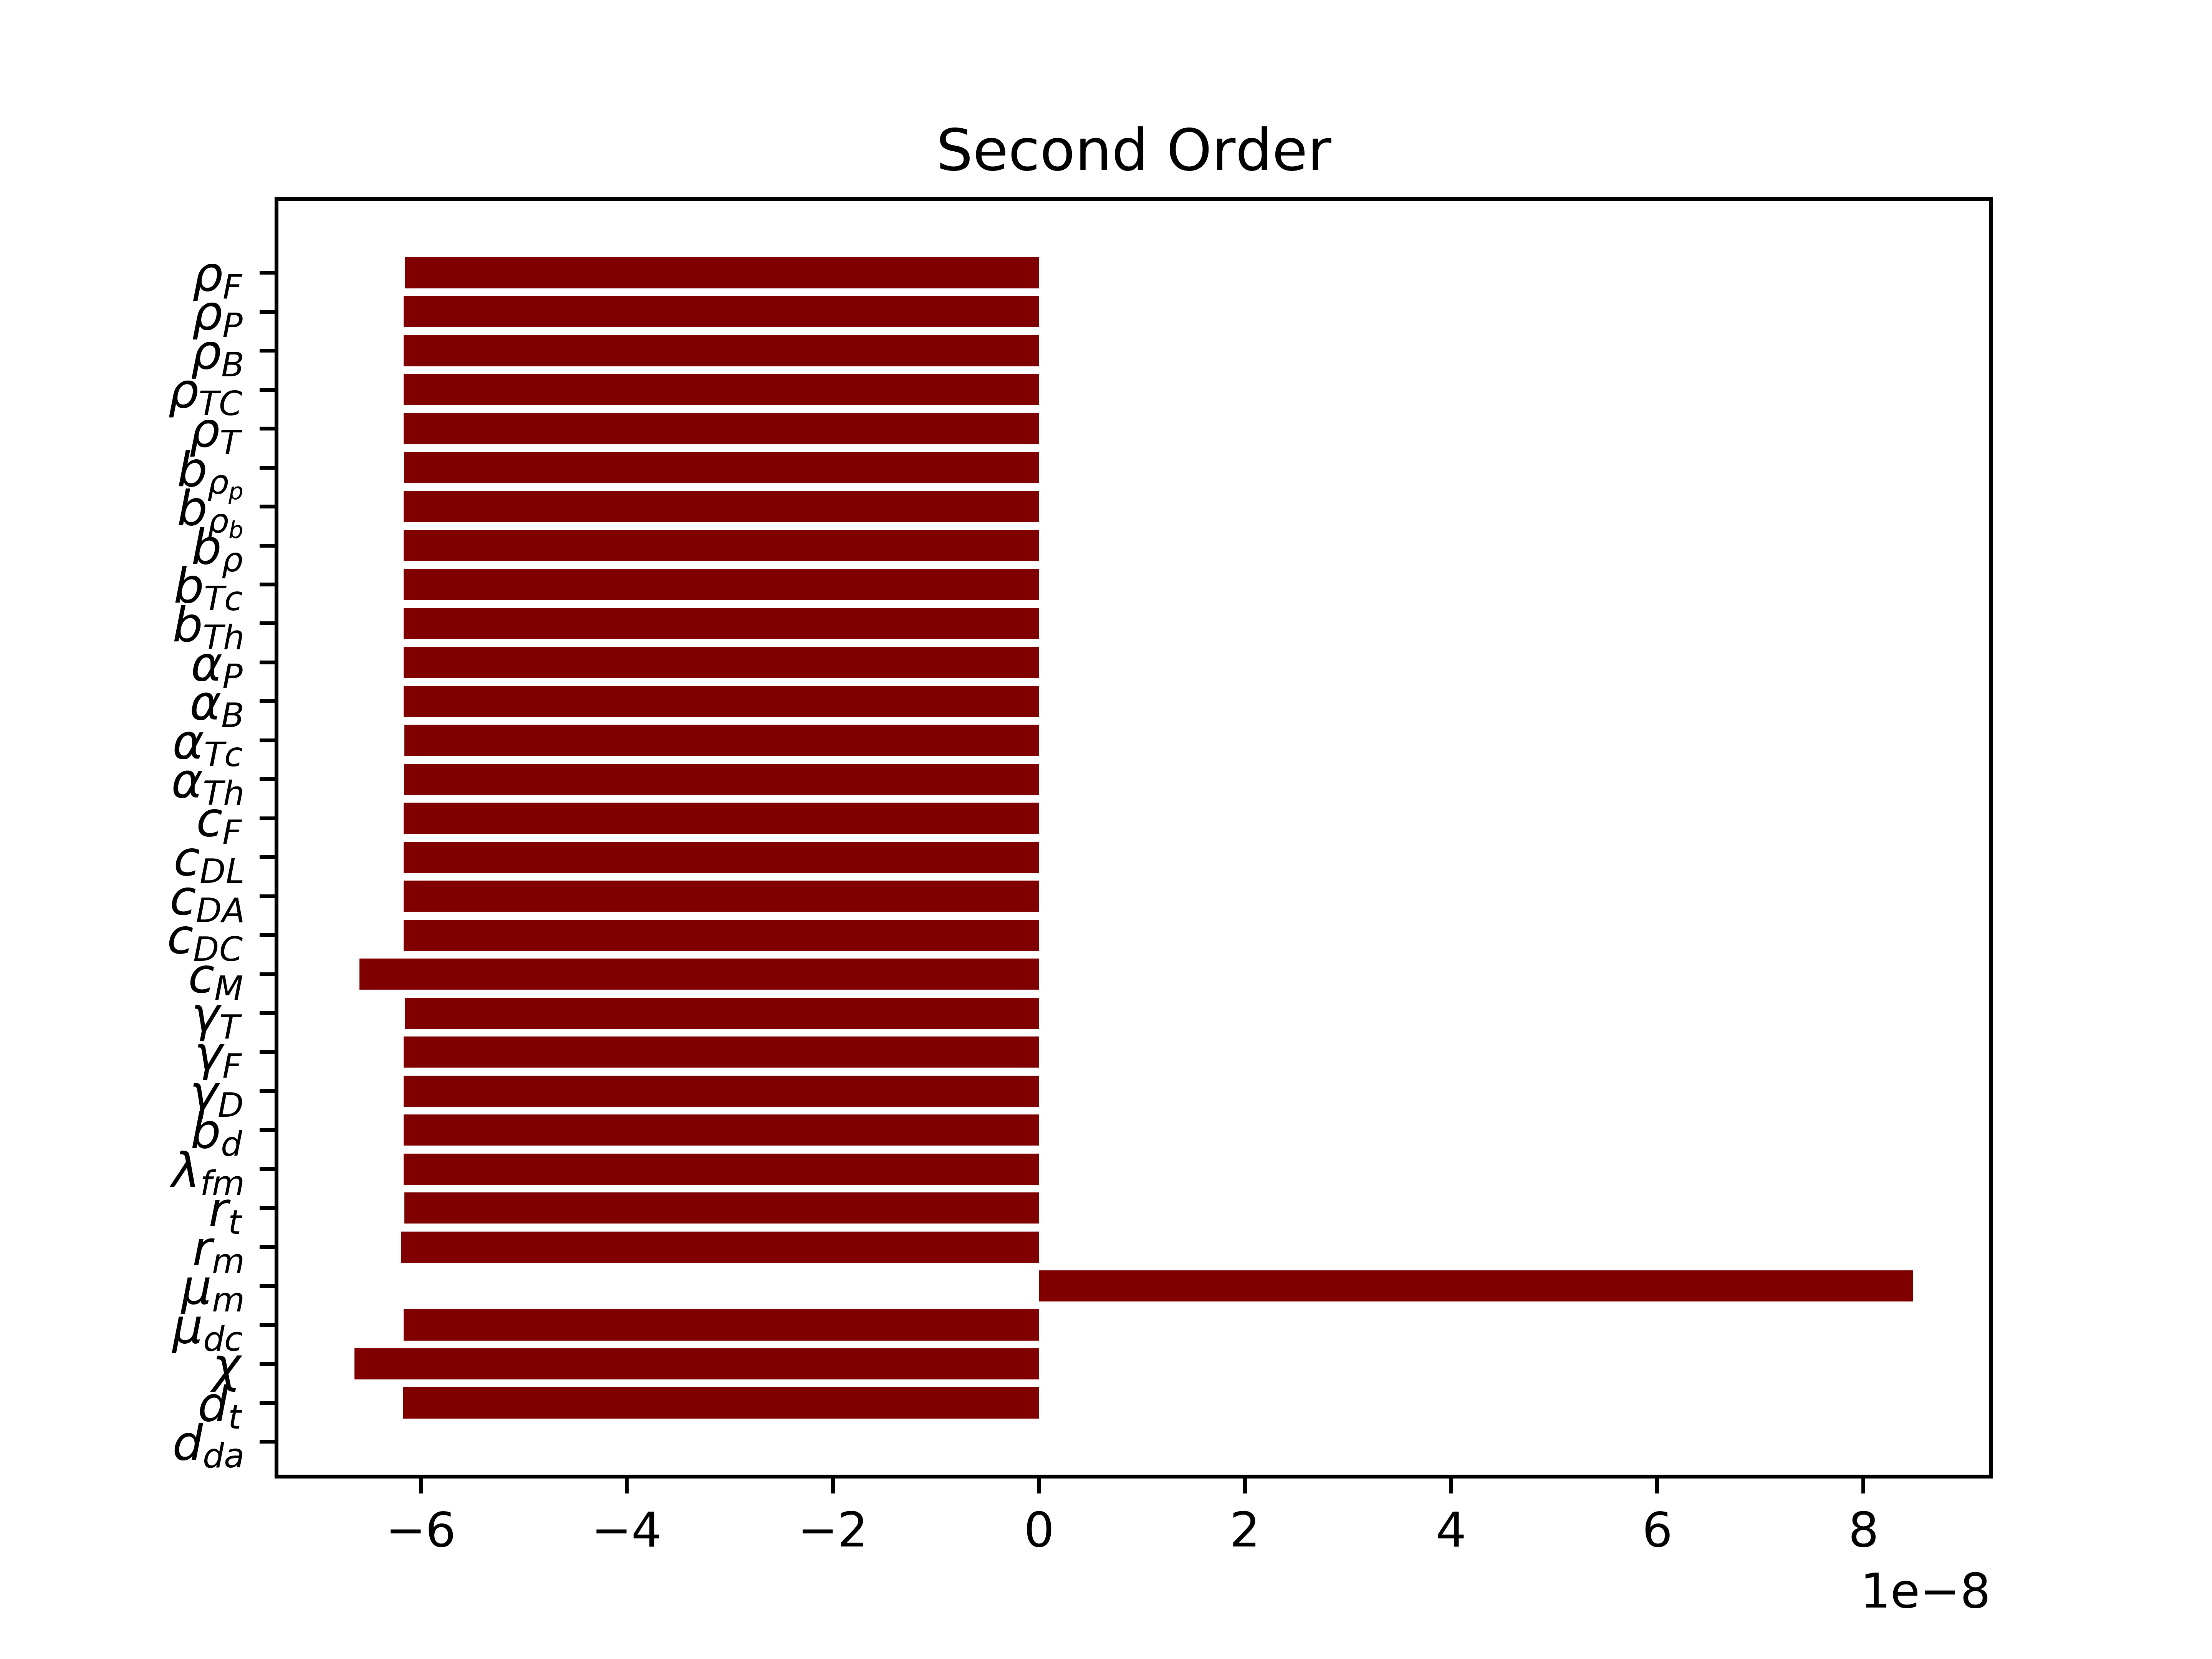 Second Order
ρ_F
ρ_P
ρ_B
ρ_TC
ρ_T
b_ρ_p
b_ρ_b
b_ρ
b_Tc
b_Th
α_P
α_B
α_Tc
α_Th
c_F
c_DL
c_DA
c_DC
c_M
γ_T
γ_F
γ_D
b_d
λ_fm
r_t
r_m
μ_m
μ_dc
χ
d_t
d_da
−6 −4 −2 0 2 4 6 8
1e−8